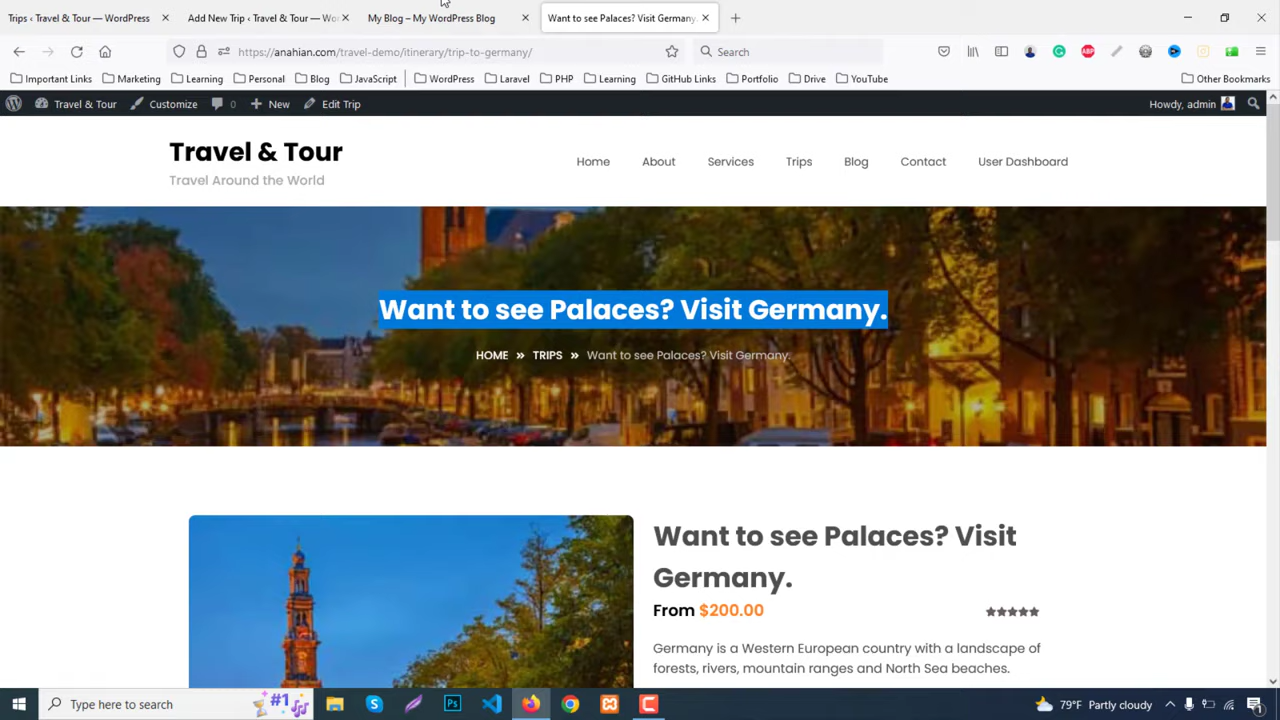 Trips ‹ Travel & Tour — WordPress
Add New Trip ‹ Travel & Tour — Wo
My Blog – My WordPress Blog
Want to see Palaces? Visit Germany.
https://anahian.com/travel-demo/itinerary/trip-to-germany/
Search
Important Links
Marketing
Learning
Personal
Blog
JavaScript
WordPress
Laravel
PHP
Learning
GitHub Links
Portfolio
Drive
YouTube
Other Bookmarks
Travel & Tour
Customize
0
New
Edit Trip
Howdy, admin
Travel & Tour
Travel Around the World
Home
About
Services
Trips
Blog
Contact
User Dashboard
Want to see Palaces? Visit Germany.
HOME » TRIPS » Want to see Palaces? Visit Germany.
Want to see Palaces? Visit
Germany.
From $200.00
Germany is a Western European country with a landscape of
forests, rivers, mountain ranges and North Sea beaches.
Type here to search
#1
Ps
79°F Partly cloudy
1